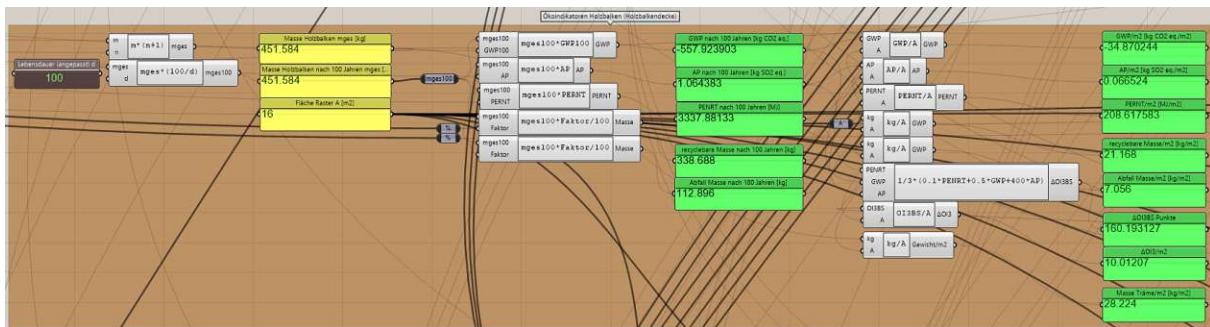 Ökoindikatoren Holzbalken (Holzbalkendecke)
m
n
m*(n+1)
mges
Lebensdauer (angepasst) d
100
mges
d
mges*(100/d)
mges100
Masse Holzbalken mges [kg]
451.584
Masse Holzbalken nach 100 Jahren mges [..
451.584
Fläche Raster A [m2]
16
mges100
%
%
mges100
GWP100
mges100*GWP100
GWP
mges100
AP
mges100*AP
AP
mges100
PERNT
mges100*PERNT
PERNT
mges100
Faktor
mges100*Faktor/100
Masse
mges100
Faktor
mges100*Faktor/100
Masse
GWP nach 100 Jahren [kg CO2 eq.]
-557.923903
AP nach 100 Jahren [kg SO2 eq.]
1.064383
PENRT nach 100 Jahren [MJ]
3337.88133
recyclebare Masse nach 100 Jahren [kg]
338.688
Abfall Masse nach 100 Jahren [kg]
112.896
A
GWP
A
GWP/A
GWP
AP
A
AP/A
AP
PERNT
A
PERNT/A
PERNT
kg
A
kg/A
GWP
kg
A
kg/A
GWP
PENRT
GWP
AP
1/3*(0.1*PENRT+0.5*GWP+400*AP)
ΔOI3BS
OI3BS
A
OI3BS/A
ΔOI3
kg
A
kg/A
Gewicht/m2
GWP/m2 [kg CO2 eq./m2]
-34.870244
AP/m2 [kg SO2 eq./m2]
0.066524
PERNT/m2 [MJ/m2]
208.617583
recyclebare Masse/m2 [kg/m2]
21.168
Abfall Masse/m2 [kg/m2]
7.056
ΔOI3BS Punkte
160.193127
ΔOI3/m2
10.01207
Masse Träme/m2 [kg/m2]
28.224